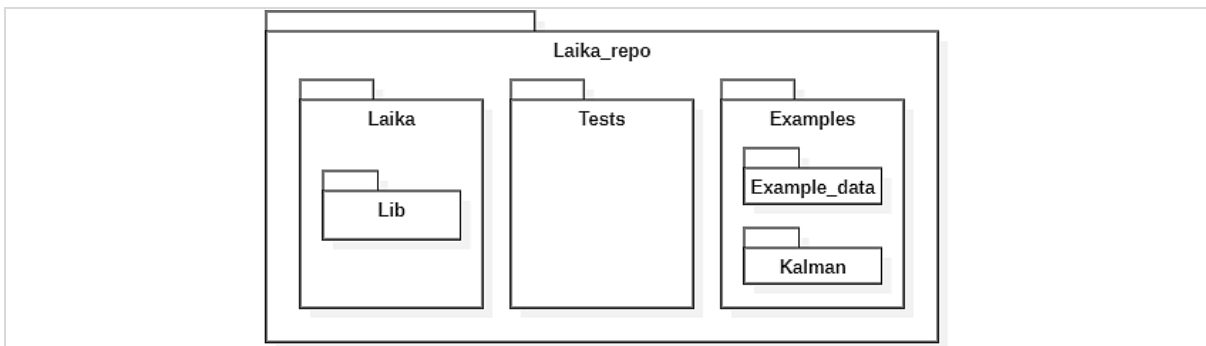 Laika_repo
Laika
Tests
Examples
Lib
Example_data
Kalman